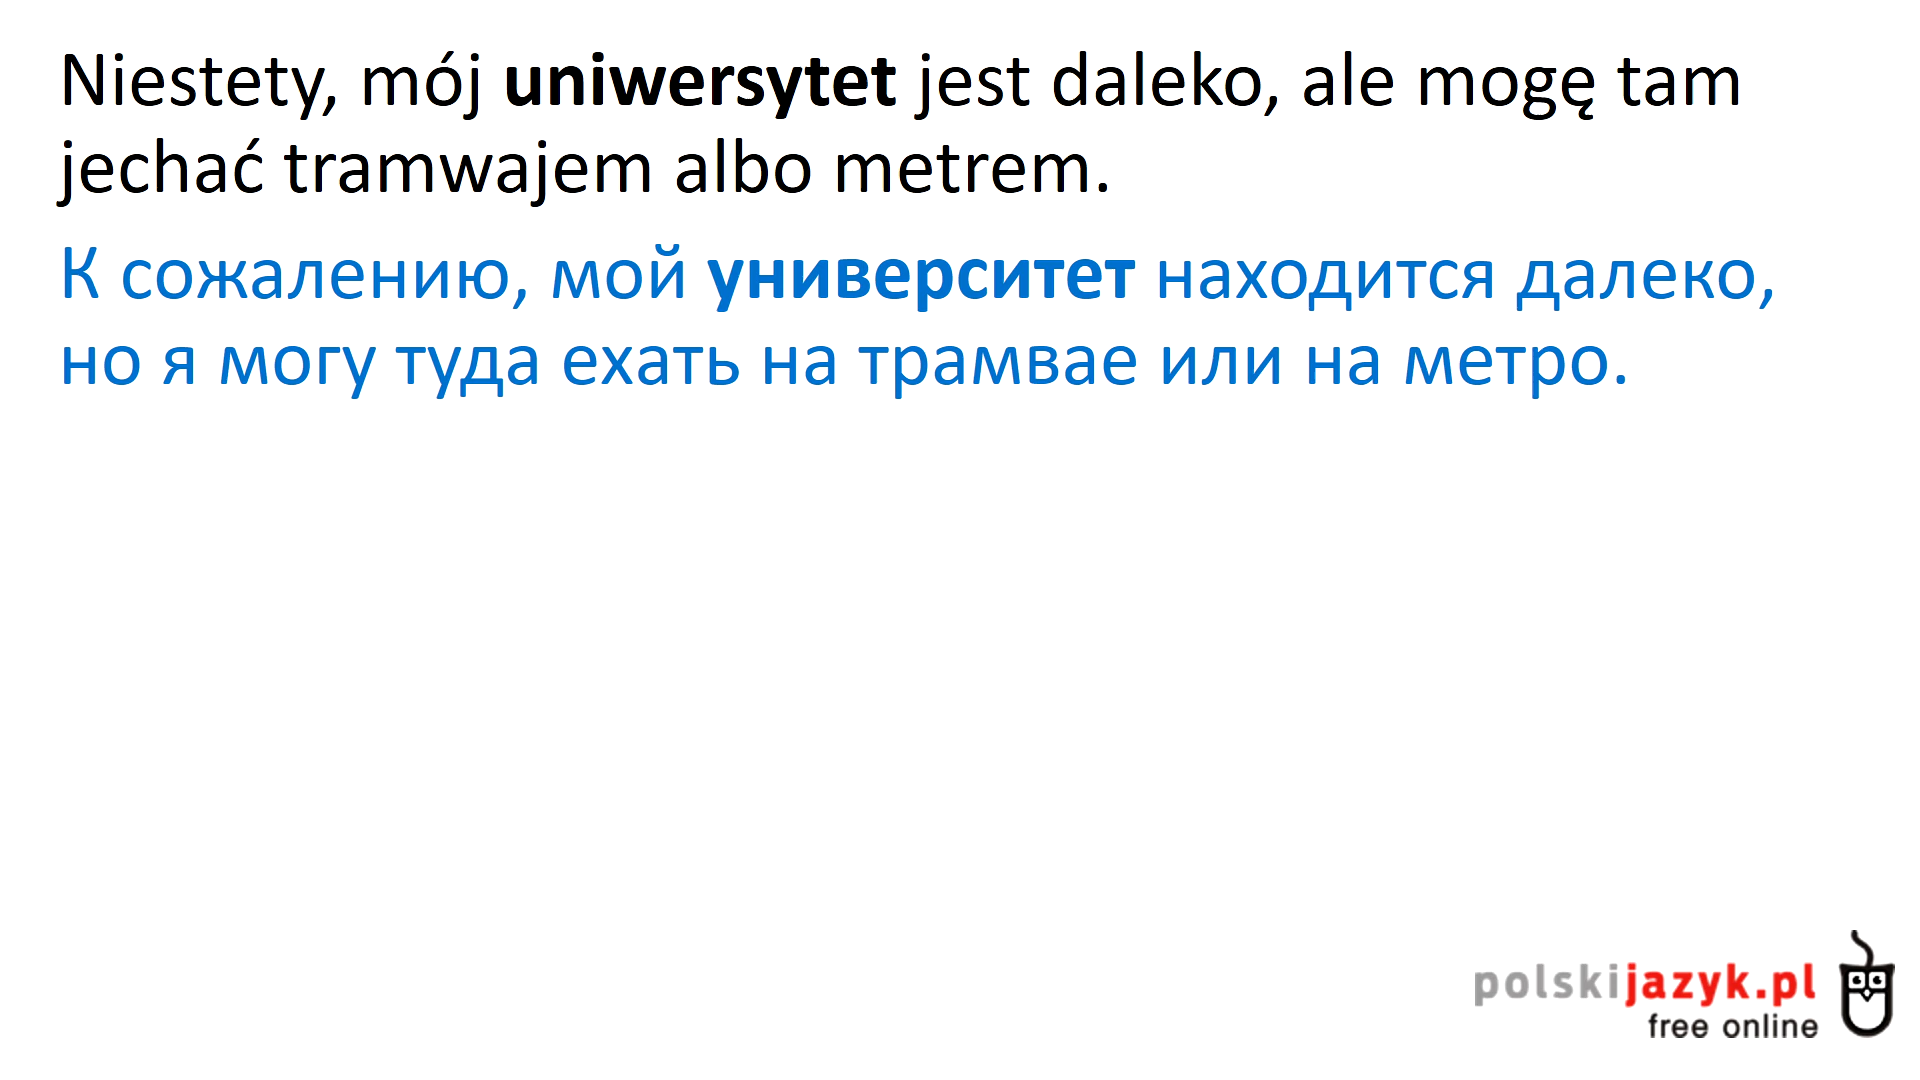 Niestety, mój uniwersytet jest daleko, ale mogę tam
jechać tramwajem albo metrem.
К сожалению, мой университет находится далеко,
но я могу туда ехать на трамвае или на метро.
polskijazyk.pl
free online